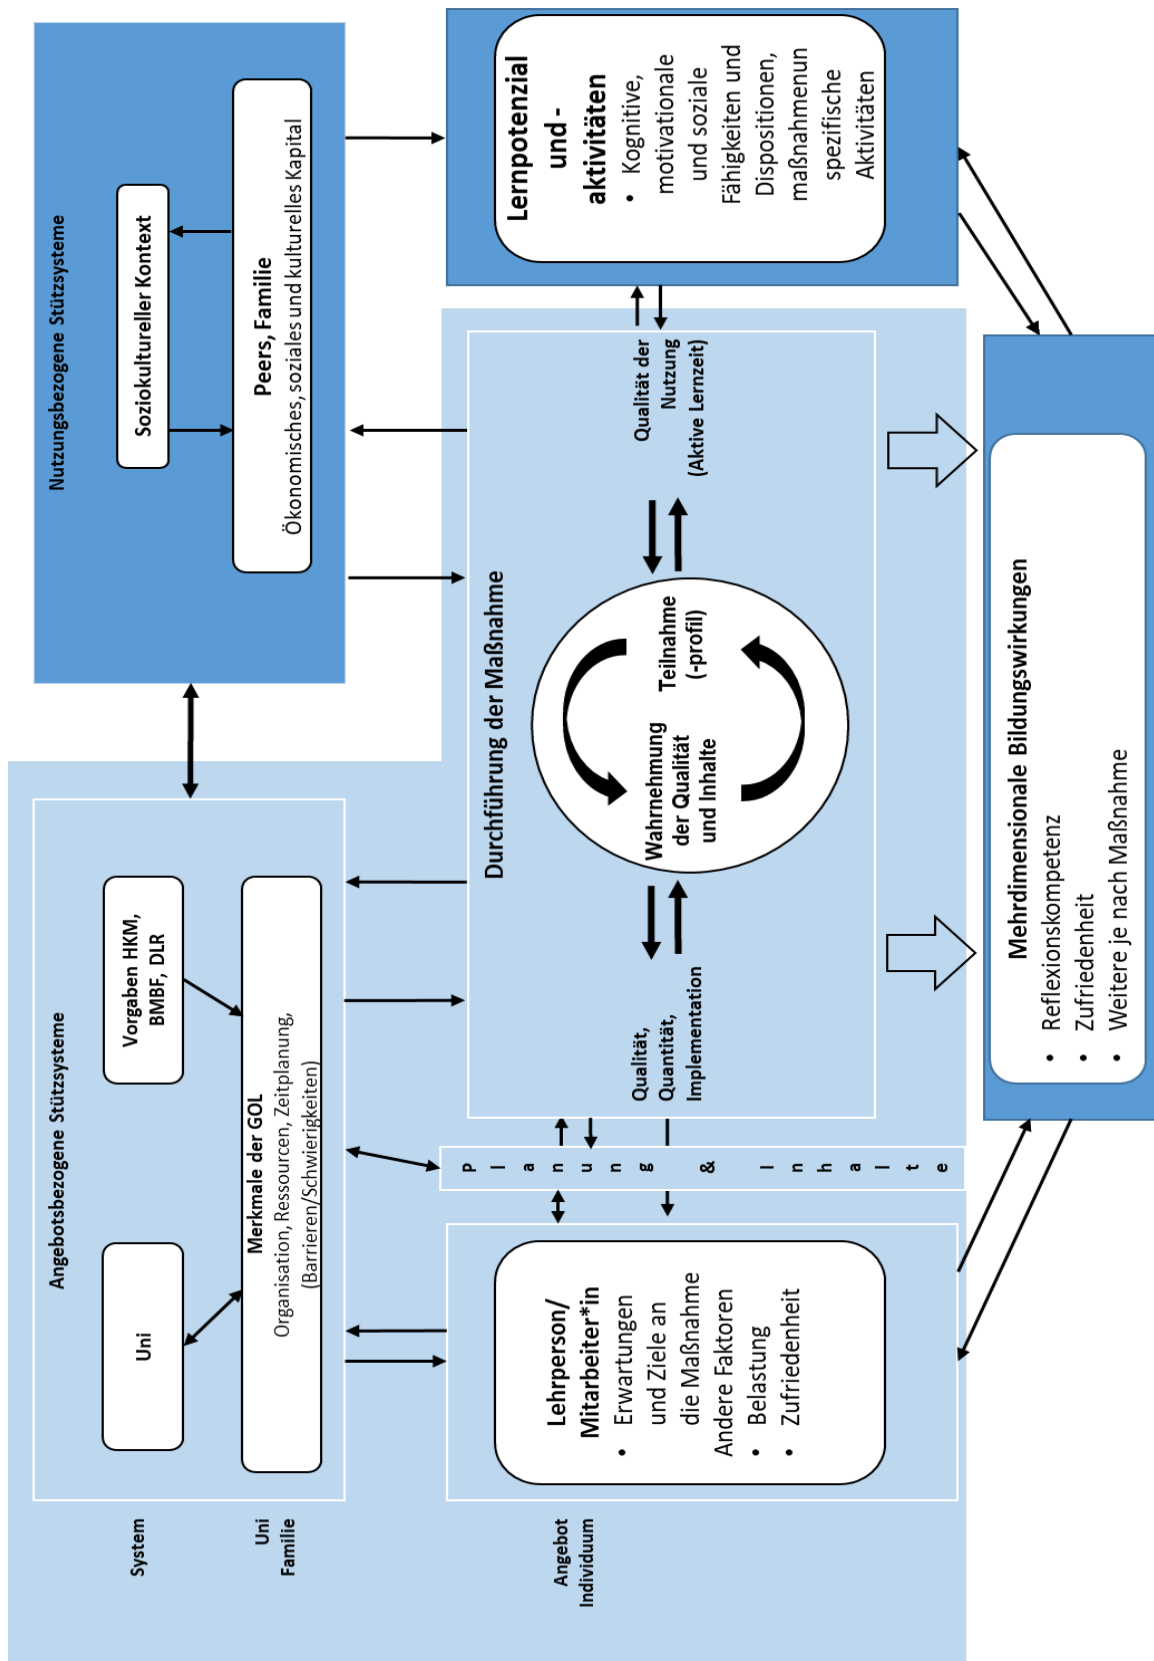 Angebotsbezogene Stützsysteme
Nutzungsbezogene Stützsysteme
System
Uni
Vorgaben HKM,
BMBF, DLR
Soziokultureller Kontext
Uni
Familie
Merkmale der GOL
Organisation, Ressourcen, Zeitplanung,
(Barrieren/Schwierigkeiten)
Peers, Familie
Ökonomisches, soziales und kulturelles Kapital
Angebot
Individuum
Lehrperson/
Mitarbeiter*in
• Erwartungen
und Ziele an
die Maßnahme
Andere Faktoren
• Belastung
• Zufriedenheit
Planung & Inhalte
Durchführung der Maßnahme
Qualität,
Quantität,
Implementation
Wahrnehmung
der Qualität
und Inhalte
Teilnahme
(-profil)
Qualität der
Nutzung
(Aktive Lernzeit)
Lernpotenzial
und -
aktivitäten
• Kognitive,
motivationale
und soziale
Fähigkeiten und
Dispositionen,
maßnahmenun
spezifische
Aktivitäten
Mehrdimensionale Bildungswirkungen
• Reflexionskompetenz
• Zufriedenheit
• Weitere je nach Maßnahme